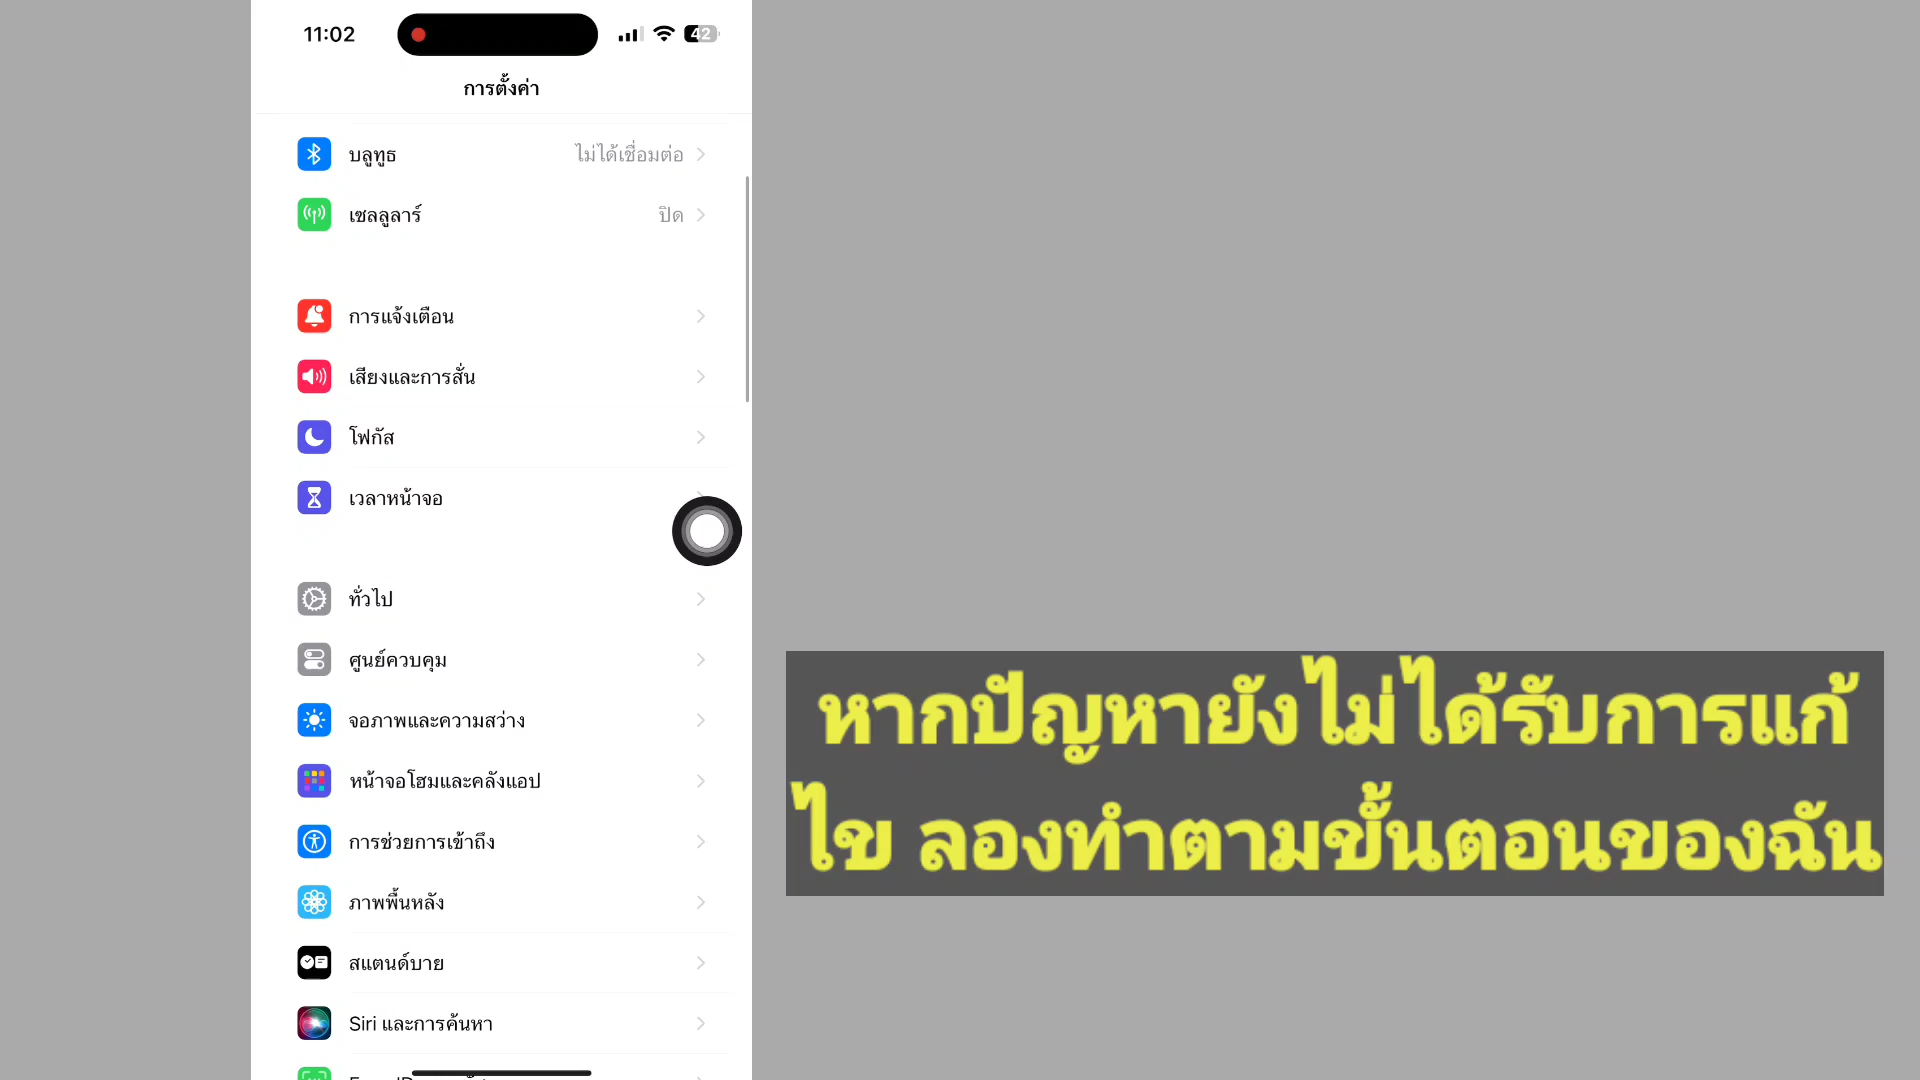 11:02
42
การตั้งค่า
บลูทูธ ไม่ได้เชื่อมต่อ
เซลลูลาร์ ปิด
การแจ้งเตือน
เสียงและการสั่น
โฟกัส
เวลาหน้าจอ
ทั่วไป
ศูนย์ควบคุม
จอภาพและความสว่าง
หน้าจอโฮมและคลังแอป
การช่วยการเข้าถึง
ภาพพื้นหลัง
สแตนด์บาย
Siri และการค้นหา
หากปัญหายังไม่ได้รับการแก้
ไข ลองทำตามขั้นตอนของฉัน